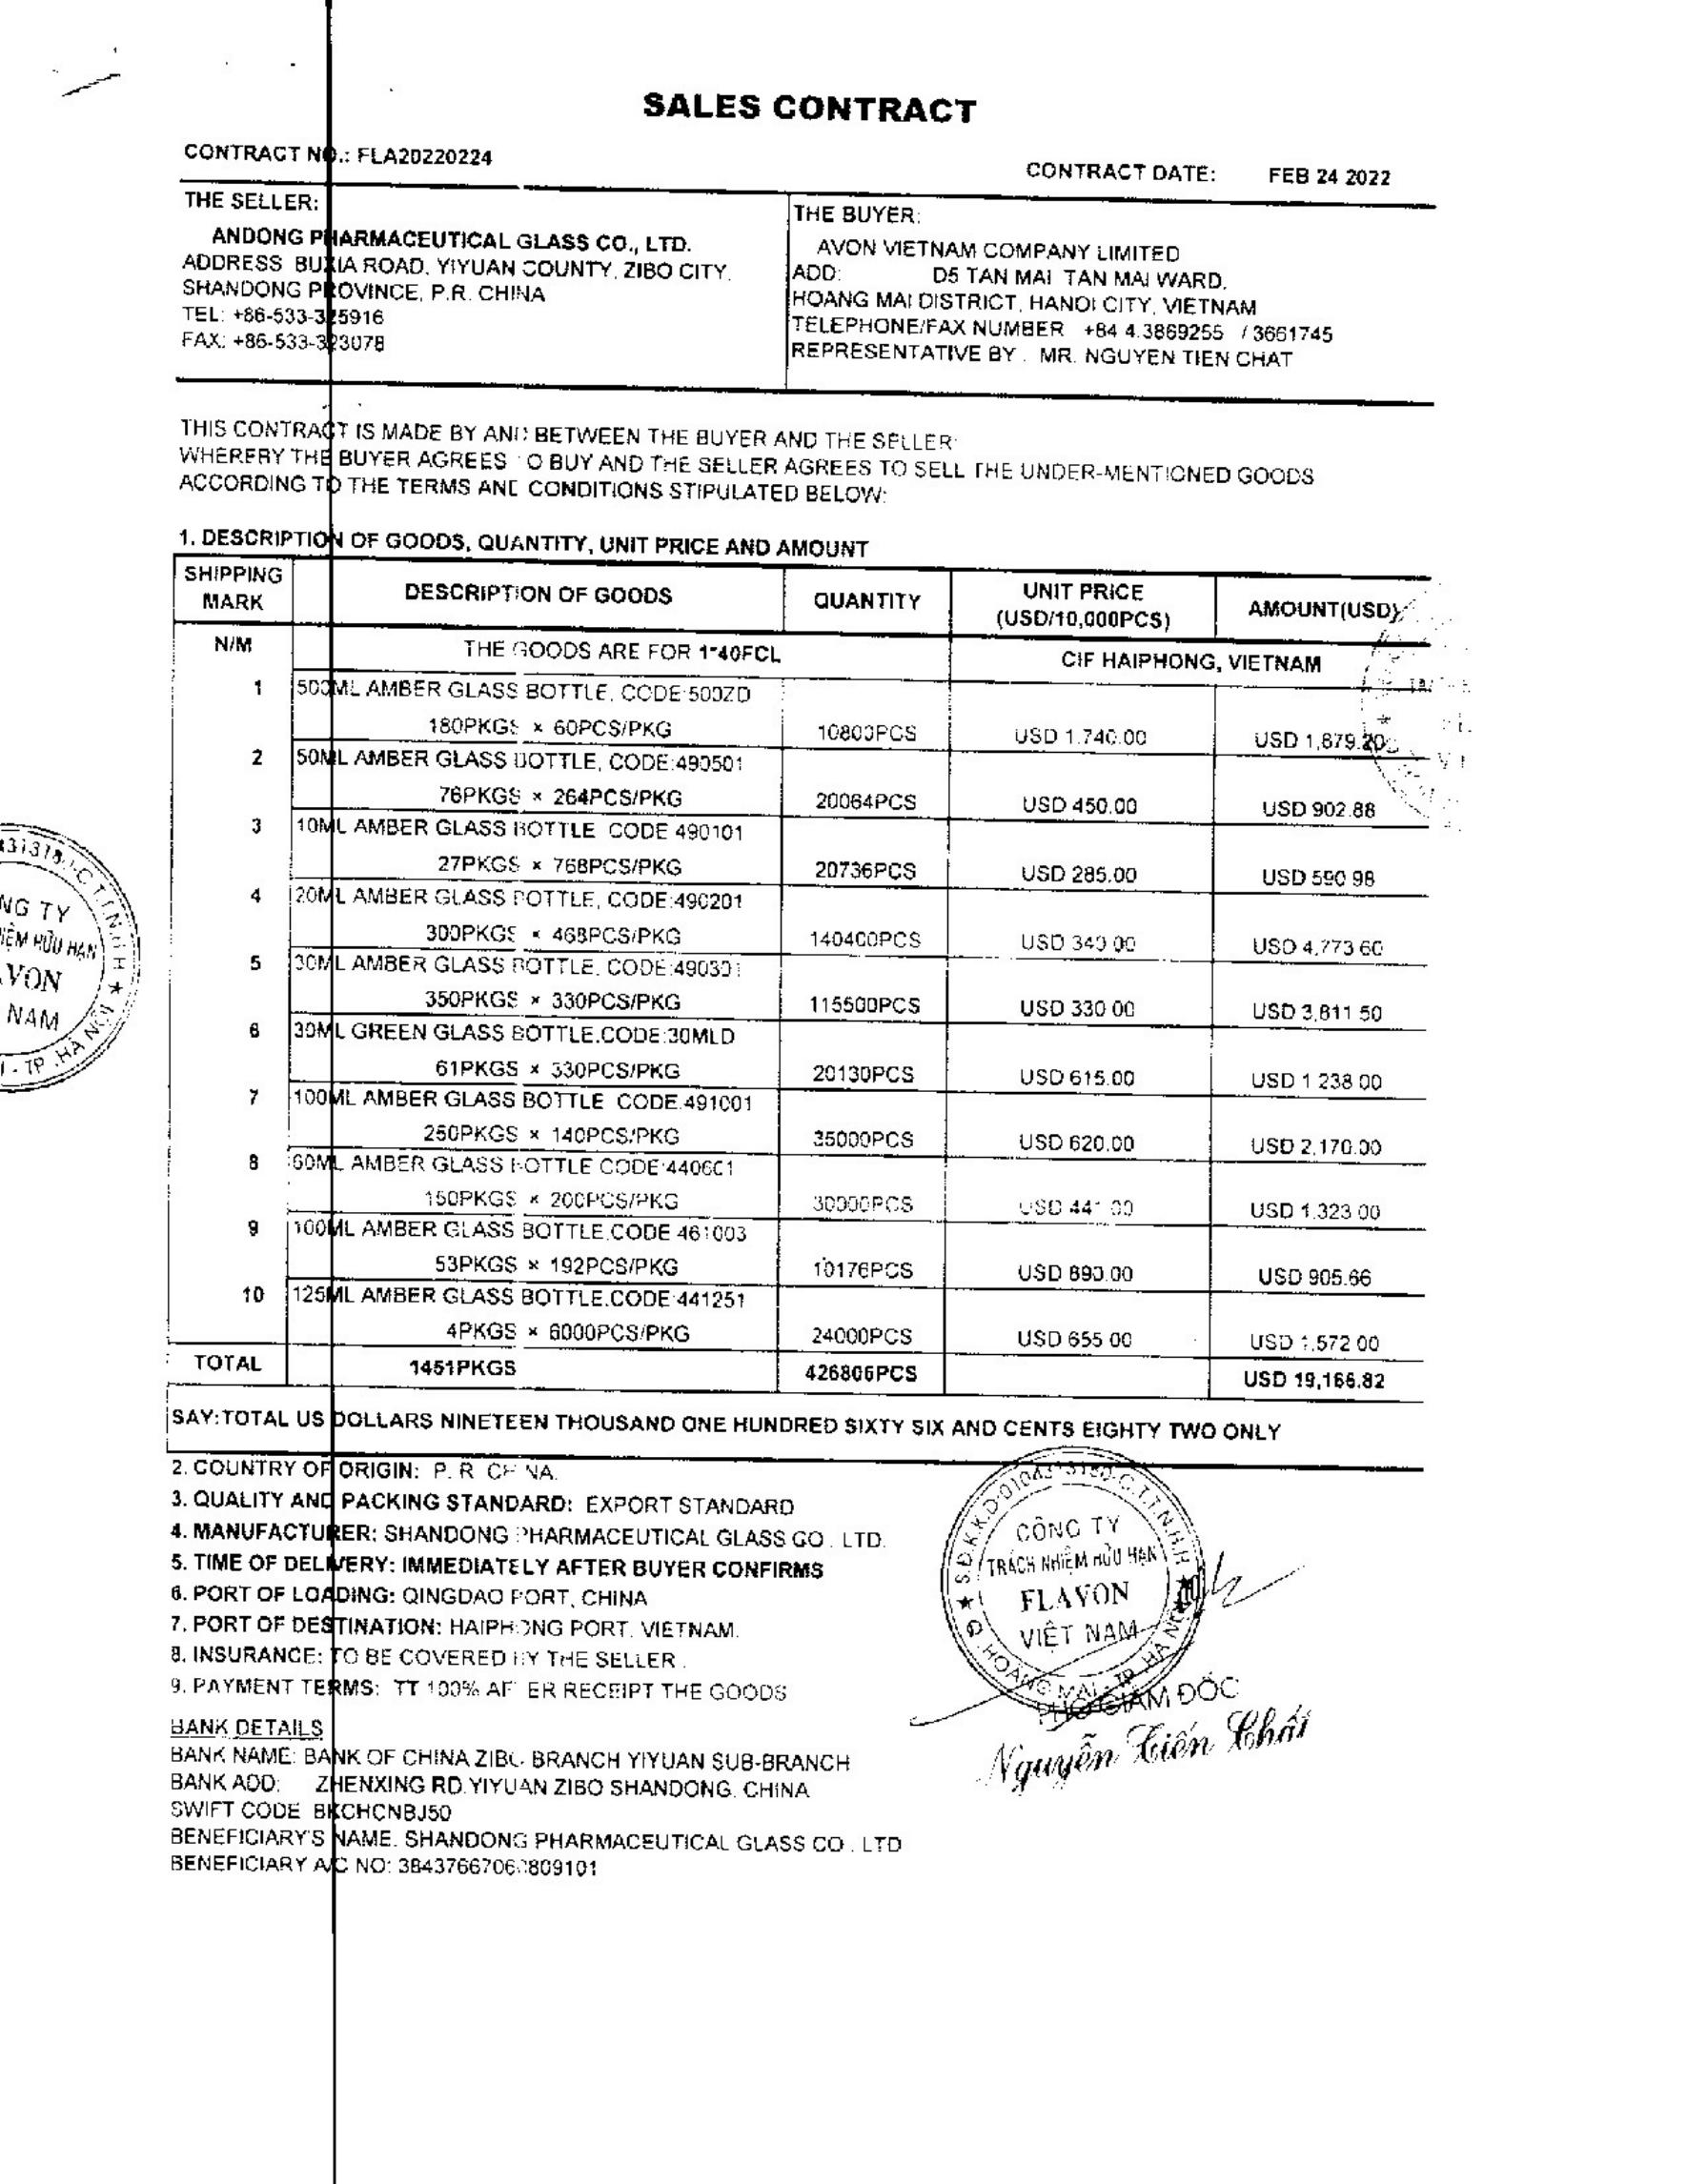 SALES CONTRACT
CONTRACT NO.: FLA20220224
CONTRACT DATE: FEB 24 2022
THE SELLER:
ANDONG PHARMACEUTICAL GLASS CO., LTD.
ADDRESS BUXIA ROAD, YIYUAN COUNTY, ZIBO CITY,
SHANDONG PROVINCE, P.R. CHINA
TEL: +86-533-325916
FAX: +86-533-323078
THE BUYER:
AVON VIETNAM COMPANY LIMITED
ADD: D5 TAN MAI TAN MAI WARD,
HOANG MAI DISTRICT, HANOI CITY, VIETNAM
TELEPHONE/FAX NUMBER +84 4.3869255 / 3661745
REPRESENTATIVE BY . MR. NGUYEN TIEN CHAT
THIS CONTRACT IS MADE BY AND BETWEEN THE BUYER AND THE SELLER:
WHEREBY THE BUYER AGREES TO BUY AND THE SELLER AGREES TO SELL THE UNDER-MENTIONED GOODS
ACCORDING TO THE TERMS AND CONDITIONS STIPULATED BELOW:
1. DESCRIPTION OF GOODS, QUANTITY, UNIT PRICE AND AMOUNT
SHIPPING MARK DESCRIPTION OF GOODS QUANTITY UNIT PRICE (USD/10,000PCS) AMOUNT(USD)
N/M THE GOODS ARE FOR 1*40FCL CIF HAIPHONG, VIETNAM
1 500ML AMBER GLASS BOTTLE, CODE:500ZD
180PKGS × 60PCS/PKG 10800PCS USD 1.740.00 USD 1,879.20
2 50ML AMBER GLASS BOTTLE, CODE:490501
76PKGS × 264PCS/PKG 20064PCS USD 450.00 USD 902.88
3 10ML AMBER GLASS BOTTLE CODE 490101
27PKGS × 768PCS/PKG 20736PCS USD 285.00 USD 590.98
4 20ML AMBER GLASS BOTTLE, CODE:490201
300PKGS × 468PCS/PKG 140400PCS USD 340.00 USD 4,773.60
5 30ML AMBER GLASS BOTTLE, CODE:490301
350PKGS × 330PCS/PKG 115500PCS USD 330.00 USD 3,811.50
6 30ML GREEN GLASS BOTTLE.CODE:30MLD
61PKGS × 330PCS/PKG 20130PCS USD 615.00 USD 1 238.00
7 100ML AMBER GLASS BOTTLE CODE.491001
250PKGS × 140PCS/PKG 35000PCS USD 620.00 USD 2,170.00
8 60ML AMBER GLASS BOTTLE CODE:440601
150PKGS × 200PCS/PKG 30000PCS USD 441.00 USD 1,323.00
9 100ML AMBER GLASS BOTTLE.CODE 461003
53PKGS × 192PCS/PKG 10176PCS USD 890.00 USD 905.66
10 125ML AMBER GLASS BOTTLE.CODE:441251
4PKGS × 6000PCS/PKG 24000PCS USD 655.00 USD 1,572.00
TOTAL 1451PKGS 426806PCS USD 19,166.82
SAY:TOTAL US DOLLARS NINETEEN THOUSAND ONE HUNDRED SIXTY SIX AND CENTS EIGHTY TWO ONLY
2. COUNTRY OF ORIGIN: P. R. CHINA.
3. QUALITY AND PACKING STANDARD: EXPORT STANDARD
4. MANUFACTURER: SHANDONG PHARMACEUTICAL GLASS CO . LTD.
5. TIME OF DELIVERY: IMMEDIATELY AFTER BUYER CONFIRMS
6. PORT OF LOADING: QINGDAO PORT, CHINA
7. PORT OF DESTINATION: HAIPHONG PORT. VIETNAM.
8. INSURANCE: TO BE COVERED BY THE SELLER .
9. PAYMENT TERMS: TT 100% AFTER RECEIPT THE GOODS
BANK DETAILS
BANK NAME: BANK OF CHINA ZIBO BRANCH YIYUAN SUB-BRANCH
BANK ADD: ZHENXING RD.YIYUAN ZIBO SHANDONG. CHINA
SWIFT CODE BKCHCNBJ50
BENEFICIARY'S NAME. SHANDONG PHARMACEUTICAL GLASS CO . LTD
BENEFICIARY A/C NO:
CÔNG TY
TRÁCH NHIỆM HỮU HẠN
FLAVON
VIỆT NAM
Q. HOÀNG MAI - TP. HÀ NỘI
PHÓ GIÁM ĐỐC
Nguyễn Tiến Chất
NG TY
IỆM HỮU HẠN
AVON
NAM
I - TP. HÀ NỘI